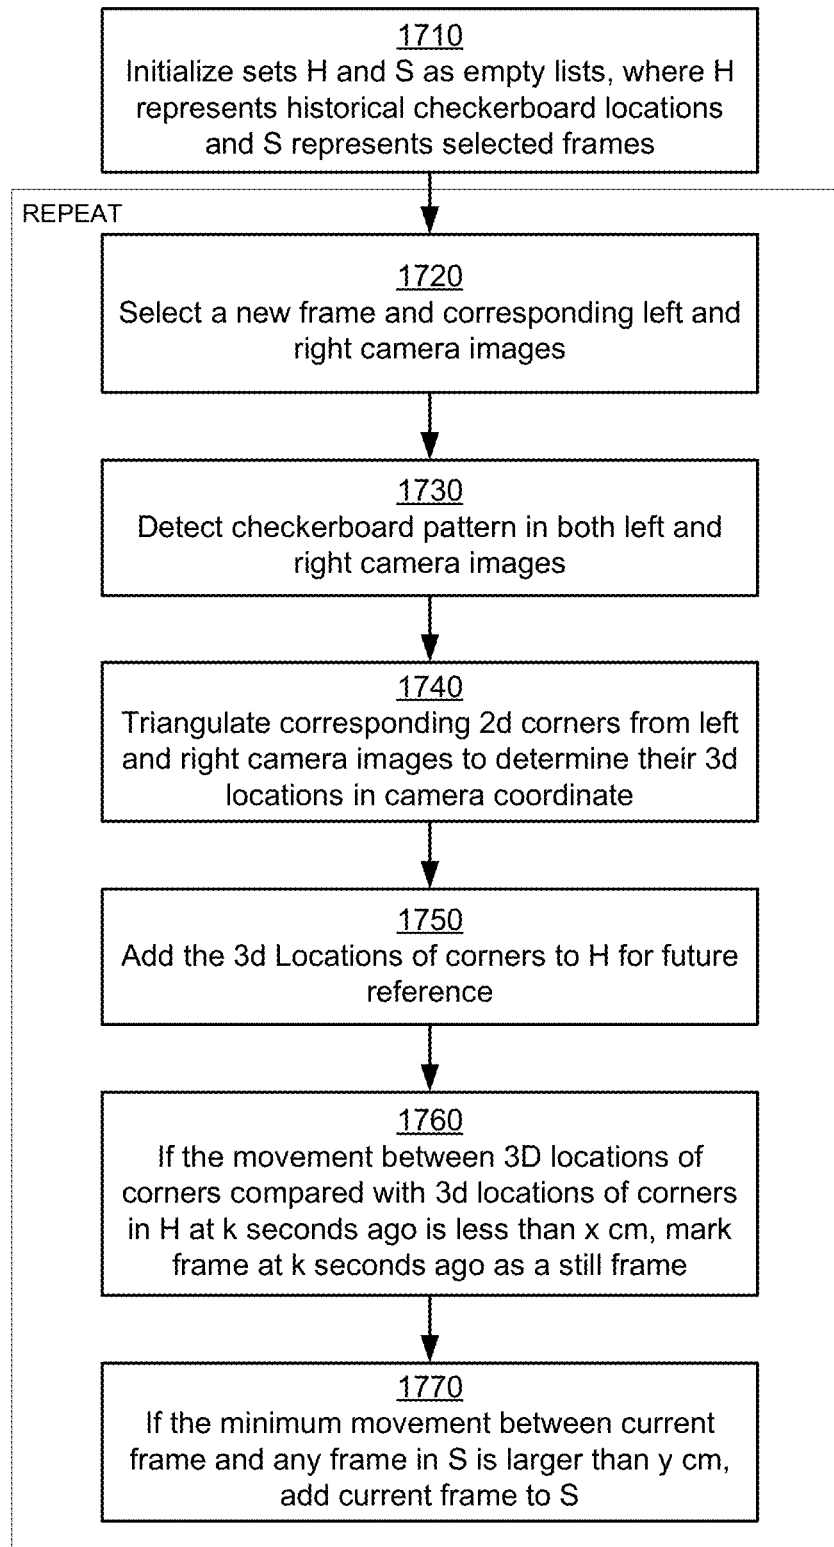 1710
Initialize sets H and S as empty lists, where H
represents historical checkerboard locations
and S represents selected frames
REPEAT
1720
Select a new frame and corresponding left and
right camera images
1730
Detect checkerboard pattern in both left and
right camera images
1740
Triangulate corresponding 2d corners from left
and right camera images to determine their 3d
locations in camera coordinate
1750
Add the 3d Locations of corners to H for future
reference
1760
If the movement between 3D locations of
corners compared with 3d locations of corners
in H at k seconds ago is less than x cm, mark
frame at k seconds ago as a still frame
1770
If the minimum movement between current
frame and any frame in S is larger than y cm,
add current frame to S